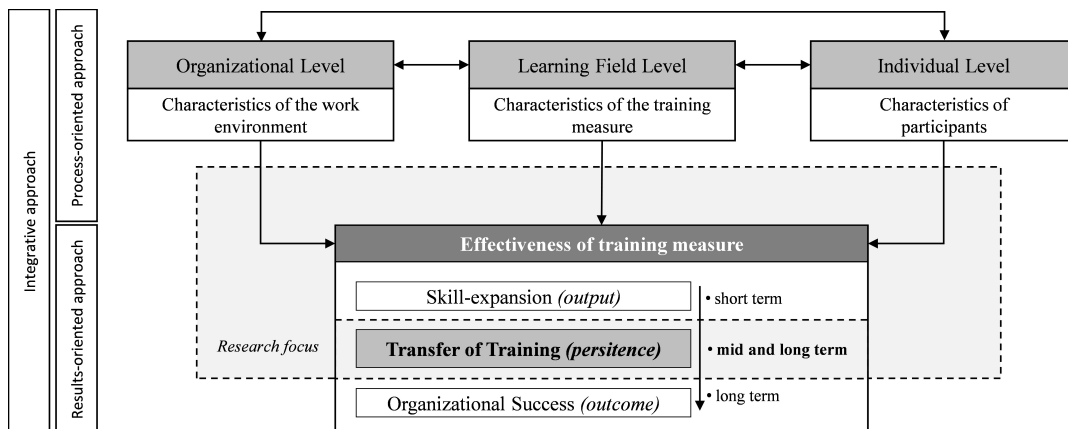 Integrative approach
Process-oriented approach
Results-oriented approach
Organizational Level
Characteristics of the work
environment
Learning Field Level
Characteristics of the training
measure
Individual Level
Characteristics of
participants
Effectiveness of training measure
Skill-expansion (output)
• short term
Research focus
Transfer of Training (persitence)
• mid and long term
Organizational Success (outcome)
• long term